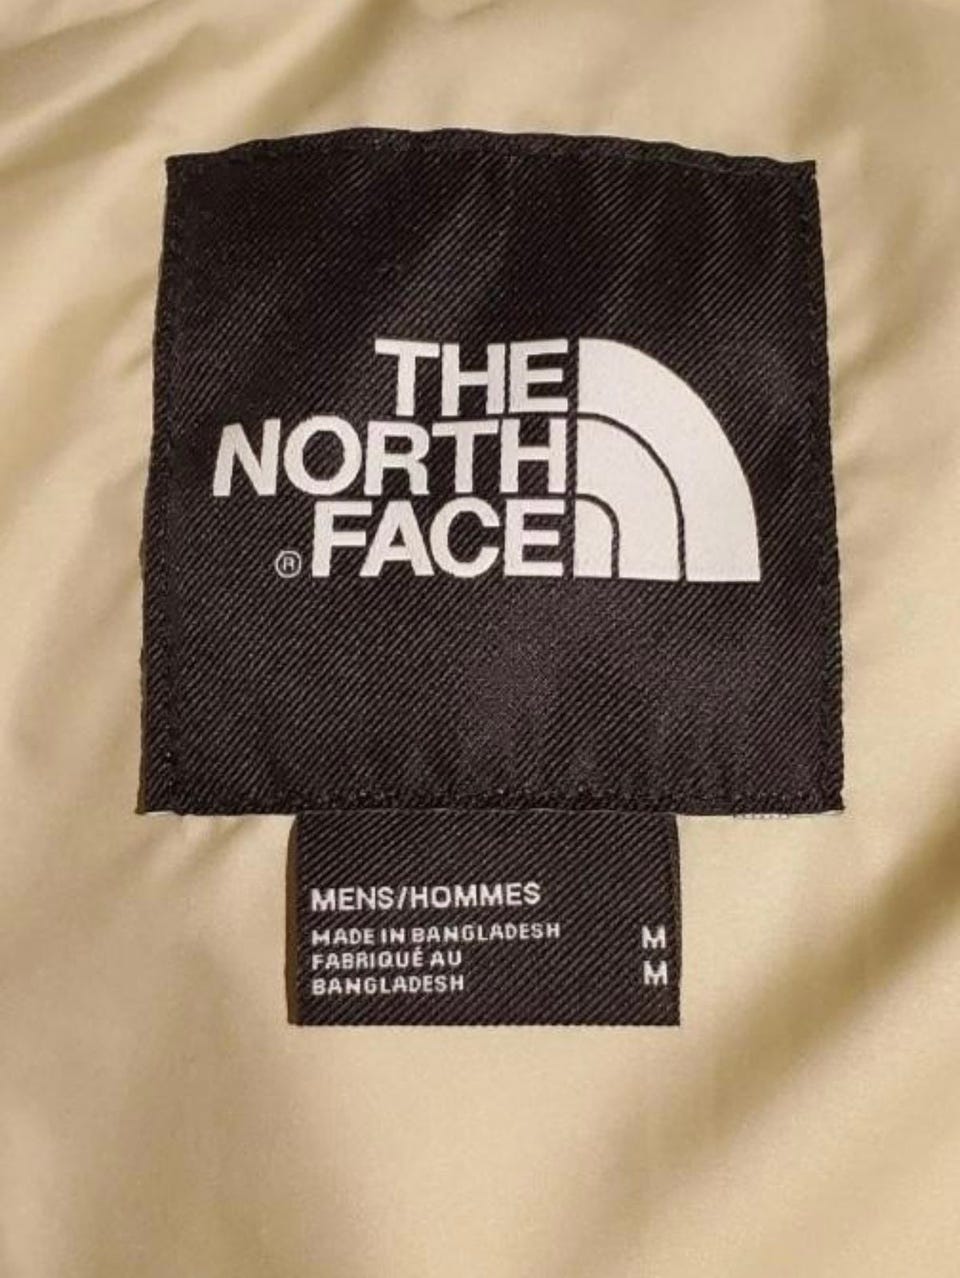 THE
NORTH
® FACE
MENS/HOMMES
MADE IN BANGLADESH M
FABRIQUÉ AU
BANGLADESH M